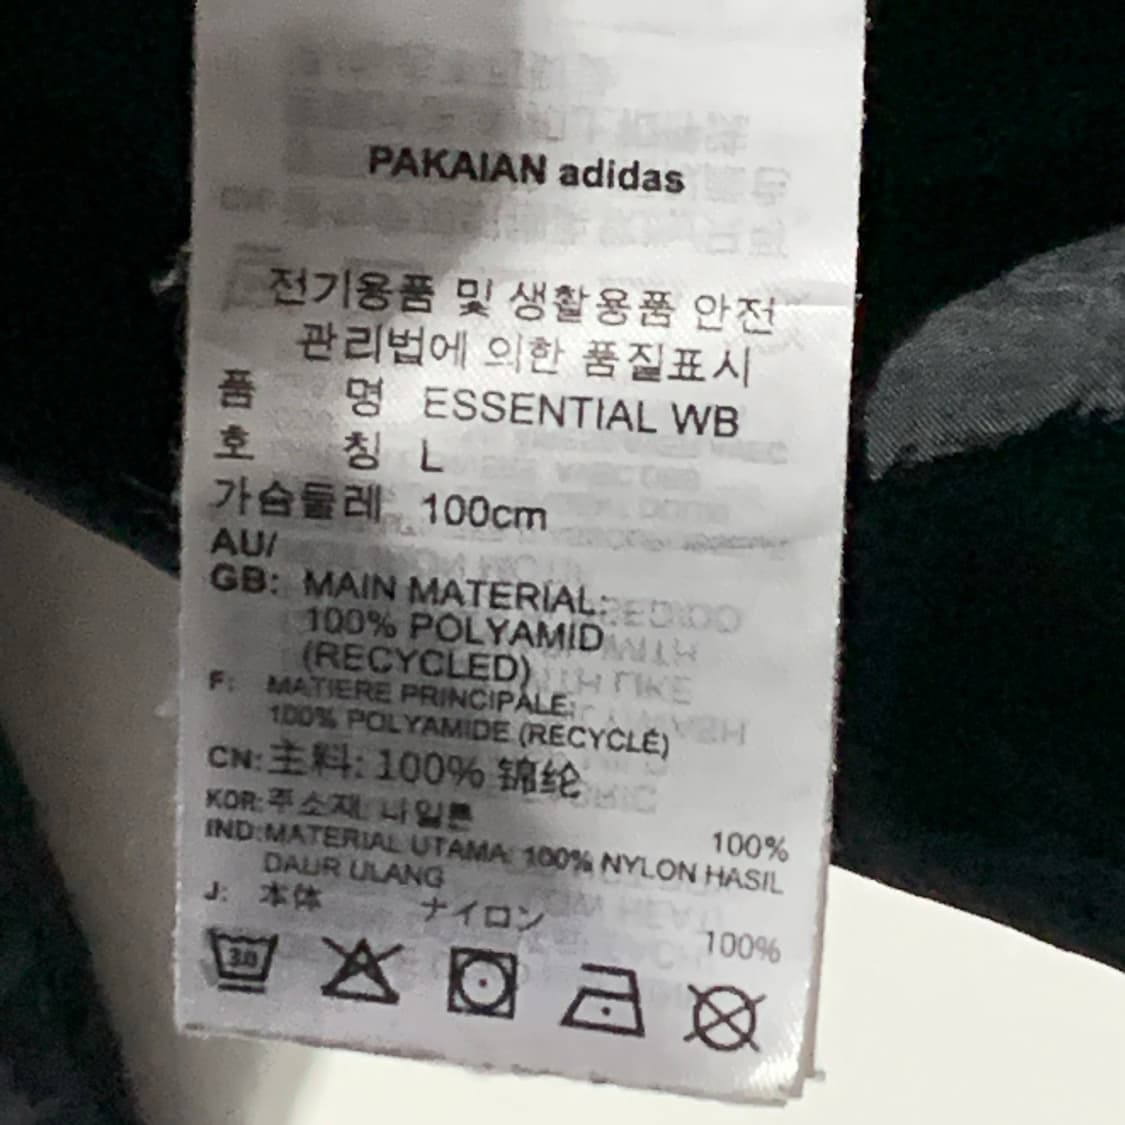 PAKAIAN adidas
전기용품 및 생활용품 안전
관리법에 의한 품질표시
품 명 ESSENTIAL WB
호 칭 L
가슴둘레 100cm
AU/
GB: MAIN MATERIAL:
100% POLYAMID
(RECYCLED)
F: MATIERE PRINCIPALE:
100% POLYAMIDE (RECYCLÉ)
CN: 主料: 100% 锦纶
KOR: 주소재 나일론 100%
IND: MATERIAL UTAMA: 100% NYLON HASIL
DAUR ULANG
J: 本体 ナイロン 100%
30